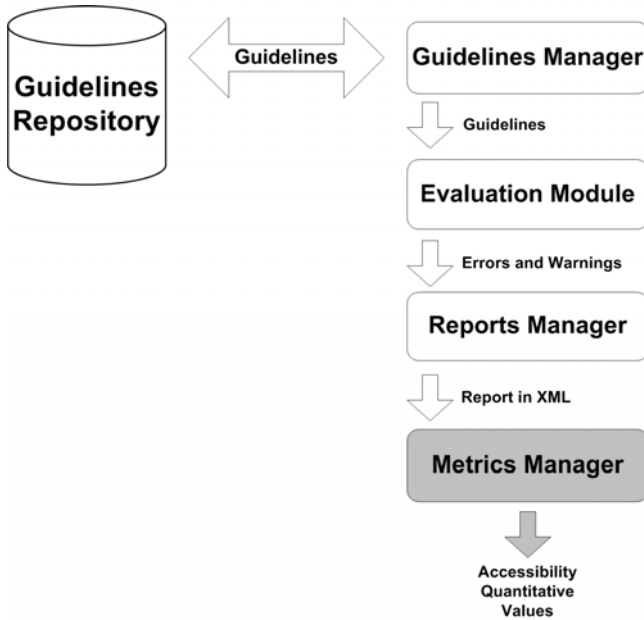 Guidelines
Repository
Guidelines
Guidelines Manager
Guidelines
Evaluation Module
Errors and Warnings
Reports Manager
Report in XML
Metrics Manager
Accessibility
Quantitative
Values